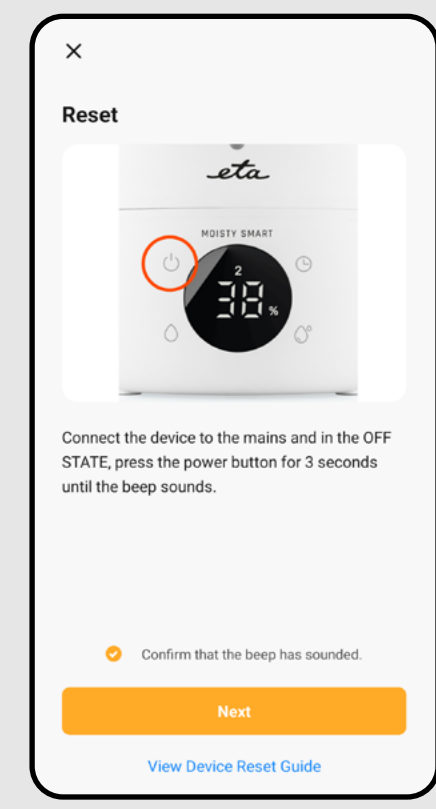 Reset
eta
MOISTY SMART
2
38 %
Connect the device to the mains and in the OFF
STATE, press the power button for 3 seconds
until the beep sounds.
Confirm that the beep has sounded.
Next
View Device Reset Guide